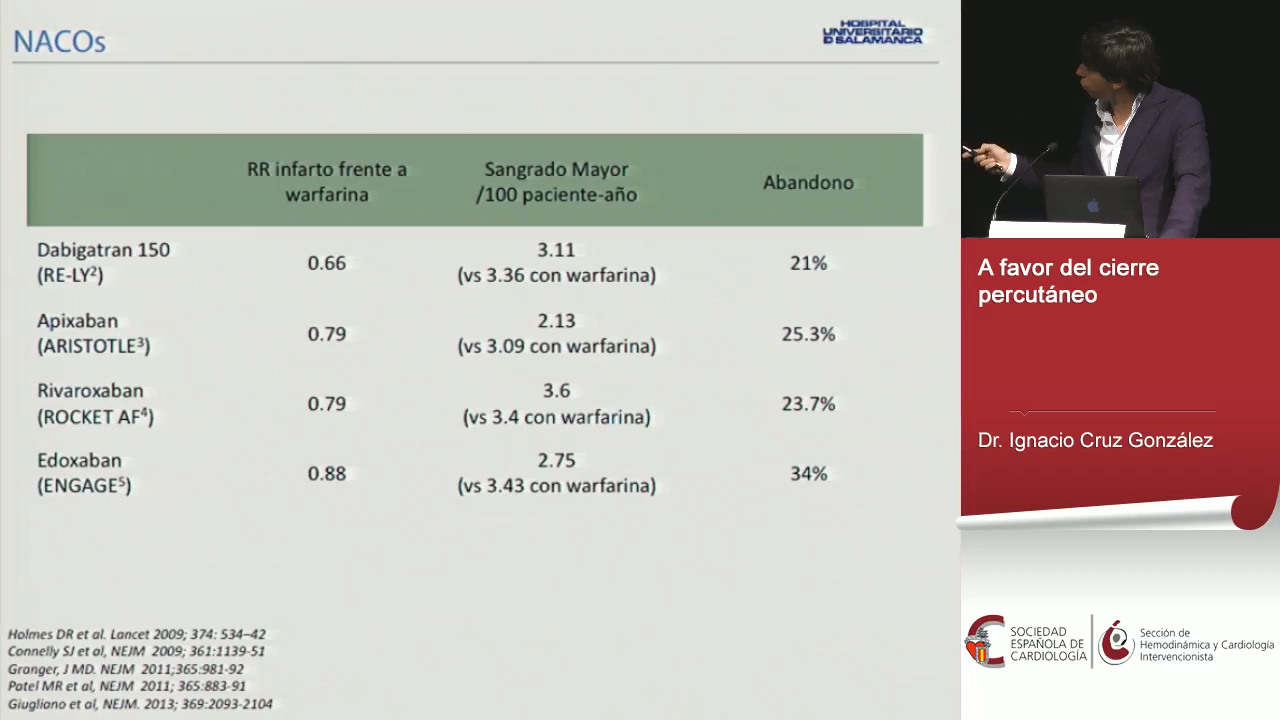 NACOs
HOSPITAL
UNIVERSITARIO
D SALAMANCA
RR infarto frente a
warfarina
Sangrado Mayor
/100 paciente-año
Abandono
Dabigatran 150
(RE-LY²)
0.66
3.11
(vs 3.36 con warfarina)
21%
Apixaban
(ARISTOTLE³)
0.79
2.13
(vs 3.09 con warfarina)
25.3%
Rivaroxaban
(ROCKET AF⁴)
0.79
3.6
(vs 3.4 con warfarina)
23.7%
Edoxaban
(ENGAGE⁵)
0.88
2.75
(vs 3.43 con warfarina)
34%
Holmes DR et al. Lancet 2009; 374: 534–42
Connelly SJ et al, NEJM 2009; 361:1139-51
Granger, J MD. NEJM 2011;365:981-92
Patel MR et al, NEJM 2011; 365:883-91
Giugliano et al, NEJM. 2013; 369:2093-2104
A favor del cierre
percutáneo
Dr. Ignacio Cruz González
SOCIEDAD
ESPAÑOLA DE
CARDIOLOGÍA
Sección de
Hemodinámica y Cardiología
Intervencionista